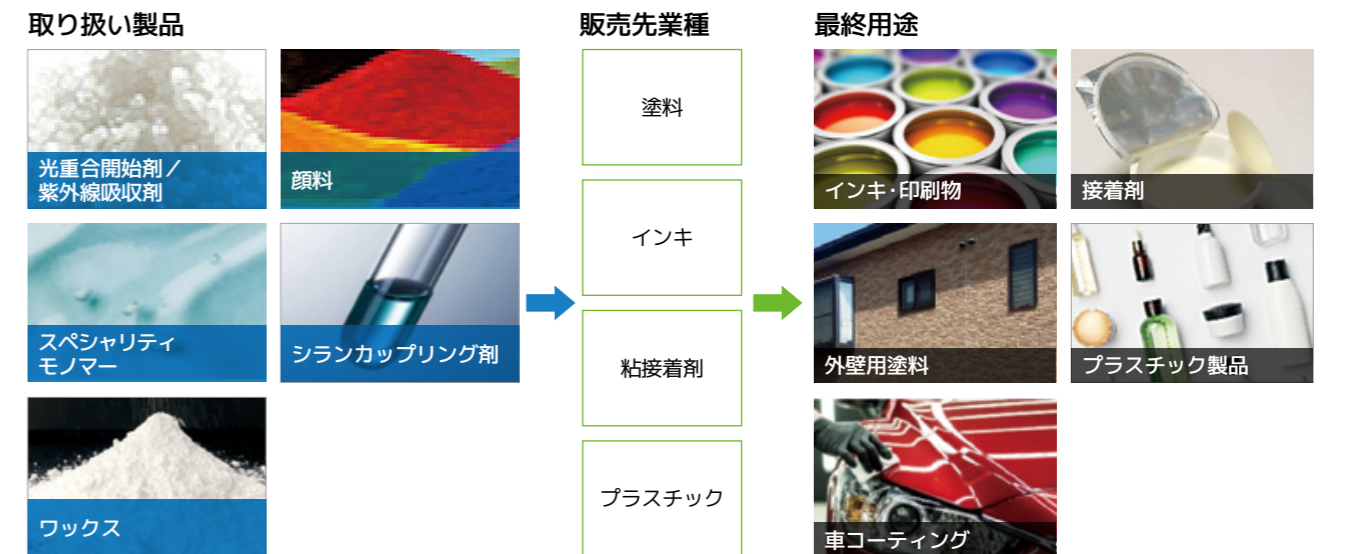 取り扱い製品
光重合開始剤／
紫外線吸収剤
顔料
スペシャリティ
モノマー
シランカップリング剤
ワックス
販売先業種
塗料
インキ
粘接着剤
プラスチック
最終用途
インキ・印刷物
接着剤
外壁用塗料
プラスチック製品
車コーティング